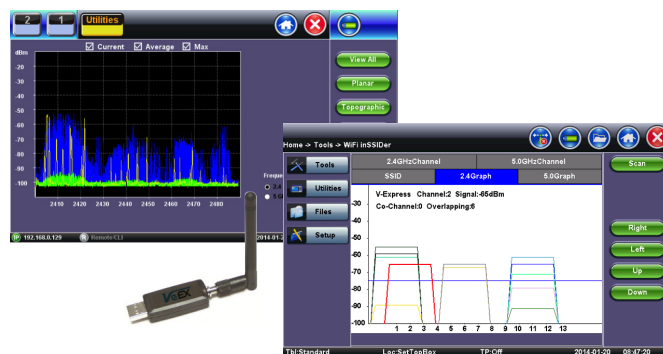 2 1 Utilities
Current Average Max
dBm
-20
-30
-40
-50
-60
-70
-80
-90
-100
2410 2420 2430 2440 2450 2460 2470 2480
View All
Planar
Topographic
Freque
2.4
IP 192.168.0.129 Remote CLI 2014-01-2
VeEX
Home -> Tools -> WiFi inSSIDer
Tools
Utilities
Files
Setup
2.4GHzChannel 5.0GHzChannel
SSID 2.4Graph 5.0Graph
V-Express Channel:2 Signal:-65dBm
Co-Channel:0 Overlapping:6
-30
-40
-50
-60
-70
-80
-90
-100
1 2 3 4 5 6 7 8 9 10 11 12 13
Scan
Right
Left
Up
Down
Tbl:Standard Loc:SetTopBox TP:Off 2014-01-20 08:47:20